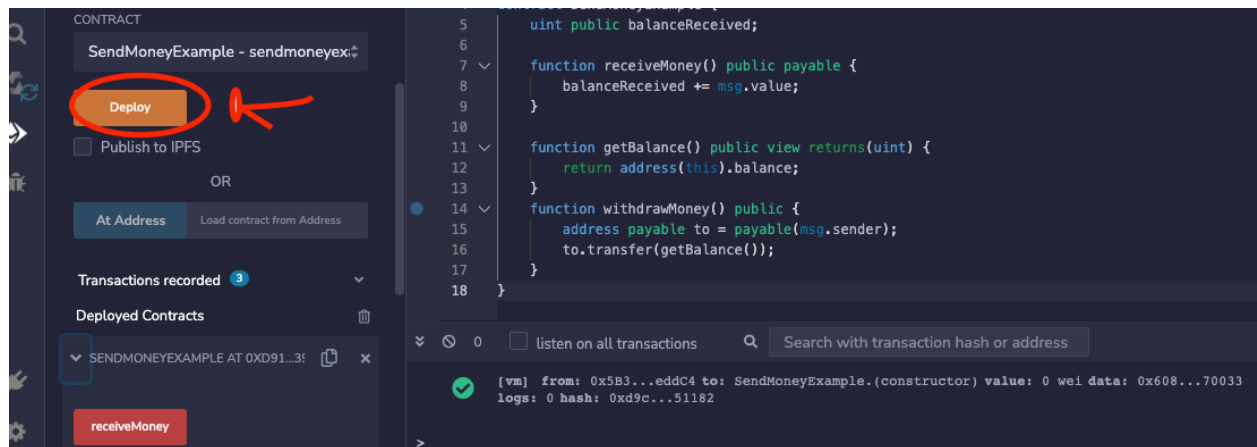 CONTRACT
SendMoneyExample - sendmoneyex
Deploy
Publish to IPFS
OR
At Address
Load contract from Address
Transactions recorded 3
Deployed Contracts
SENDMONEYEXAMPLE AT 0XD91...39
receiveMoney
5 uint public balanceReceived;
6
7 function receiveMoney() public payable {
8 balanceReceived += msg.value;
9 }
10
11 function getBalance() public view returns(uint) {
12 return address(this).balance;
13 }
14 function withdrawMoney() public {
15 address payable to = payable(msg.sender);
16 to.transfer(getBalance());
17 }
18 }
0 listen on all transactions Search with transaction hash or address
[vm] from: 0x5B3...eddC4 to: SendMoneyExample.(constructor) value: 0 wei data: 0x608...70033
logs: 0 hash: 0xd9c...51182
>